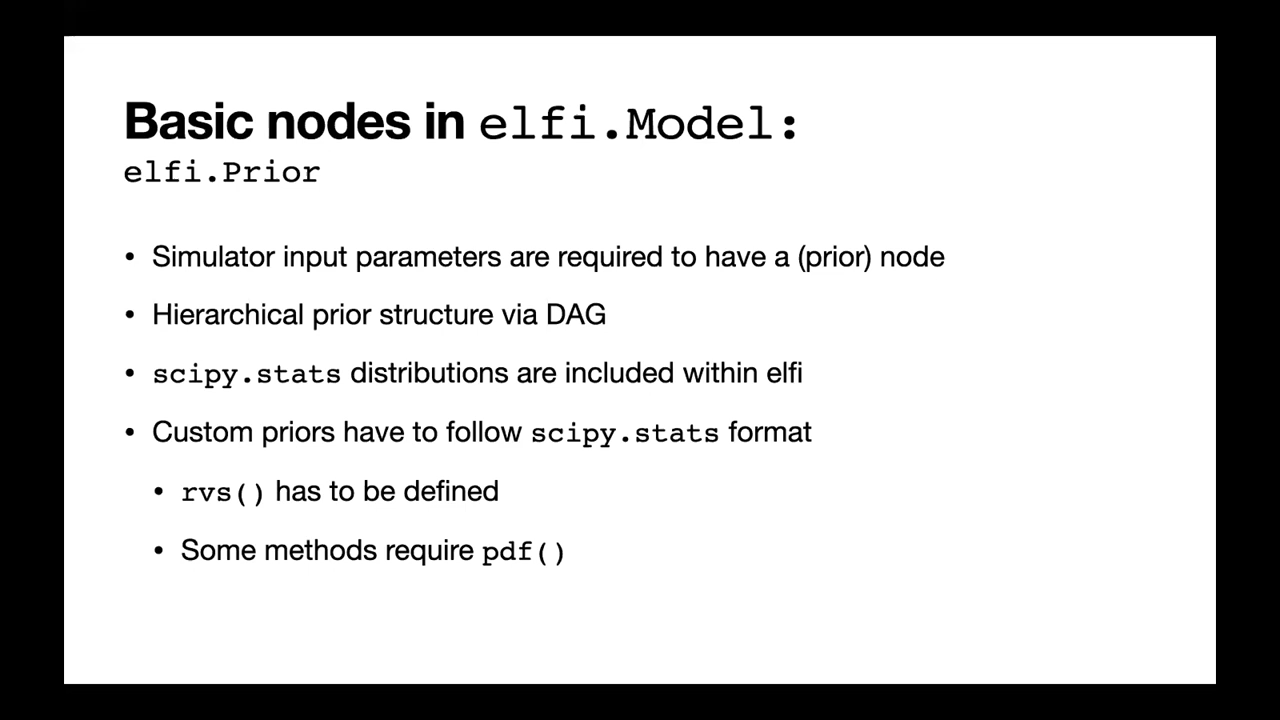 Basic nodes in elfi.Model:
elfi.Prior
• Simulator input parameters are required to have a (prior) node
• Hierarchical prior structure via DAG
• scipy.stats distributions are included within elfi
• Custom priors have to follow scipy.stats format
• rvs() has to be defined
• Some methods require pdf()